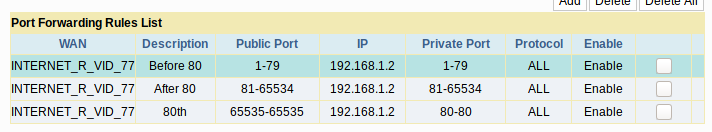 Add Delete Delete All
Port Forwarding Rules List
WAN Description Public Port IP Private Port Protocol Enable
INTERNET_R_VID_77 Before 80 1-79 192.168.1.2 1-79 ALL Enable
INTERNET_R_VID_77 After 80 81-65534 192.168.1.2 81-65534 ALL Enable
INTERNET_R_VID_77 80th 65535-65535 192.168.1.2 80-80 ALL Enable